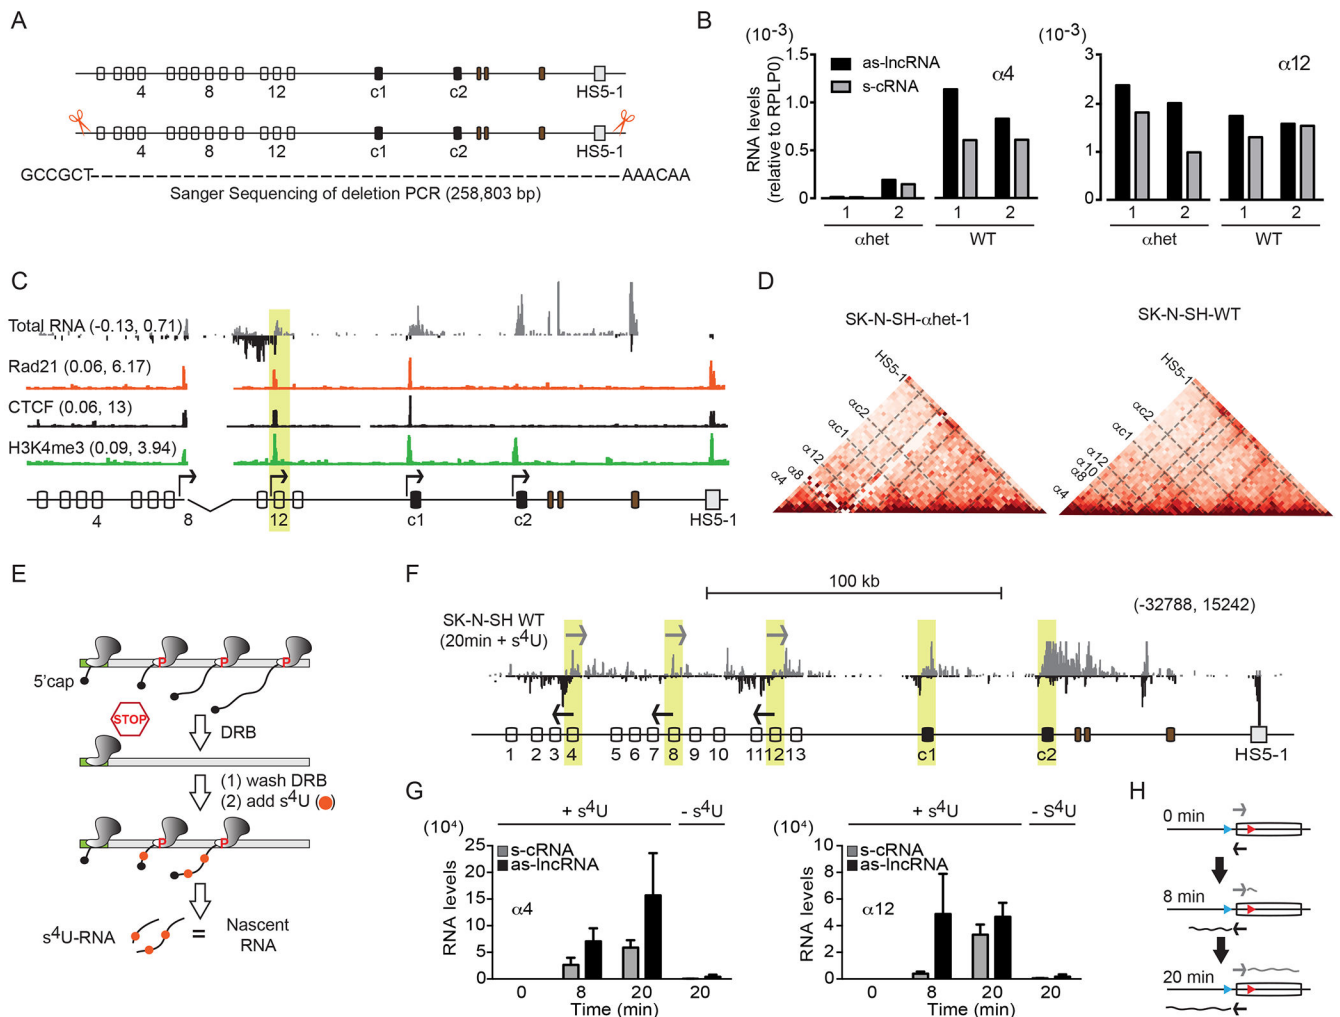 A
4 8 12 c1 c2 HS5-1
4 8 12 c1 c2 HS5-1
GCCGCT AAACAA
Sanger Sequencing of deletion PCR (258,803 bp)
B
(10-3)
RNA levels
(relative to RPLP0)
1.5
1.0
0.5
0
as-lncRNA
s-cRNA
α4
1 2 1 2
αhet WT
(10-3)
3
2
1
0
α12
1 2 1 2
αhet WT
C
Total RNA (-0.13, 0.71)
Rad21 (0.06, 6.17)
CTCF (0.06, 13)
H3K4me3 (0.09, 3.94)
4 8 12 c1 c2 HS5-1
D
SK-N-SH-αhet-1
HS5-1
αc2
αc1
α12
α8
α4
SK-N-SH-WT
HS5-1
αc2
αc1
α12
α10
α8
α4
E
P P P
5'cap
STOP
DRB
(1) wash DRB
(2) add s4U ( )
P P
s4U-RNA = Nascent
RNA
F
100 kb
SK-N-SH WT
(20min + s4U)
(-32788, 15242)
1 2 3 4 5 6 7 8 9 10 11 12 13 c1 c2 HS5-1
G
+ s4U - s4U
(104)
RNA levels
25
20
15
10
5
0
s-cRNA
as-lncRNA
α4
0 8 20 20
Time (min)
+ s4U - S4U
(104)
RNA levels
10
8
6
4
2
0
s-cRNA
as-lncRNA
α12
0 8 20 20
Time (min)
H
0 min
8 min
20 min